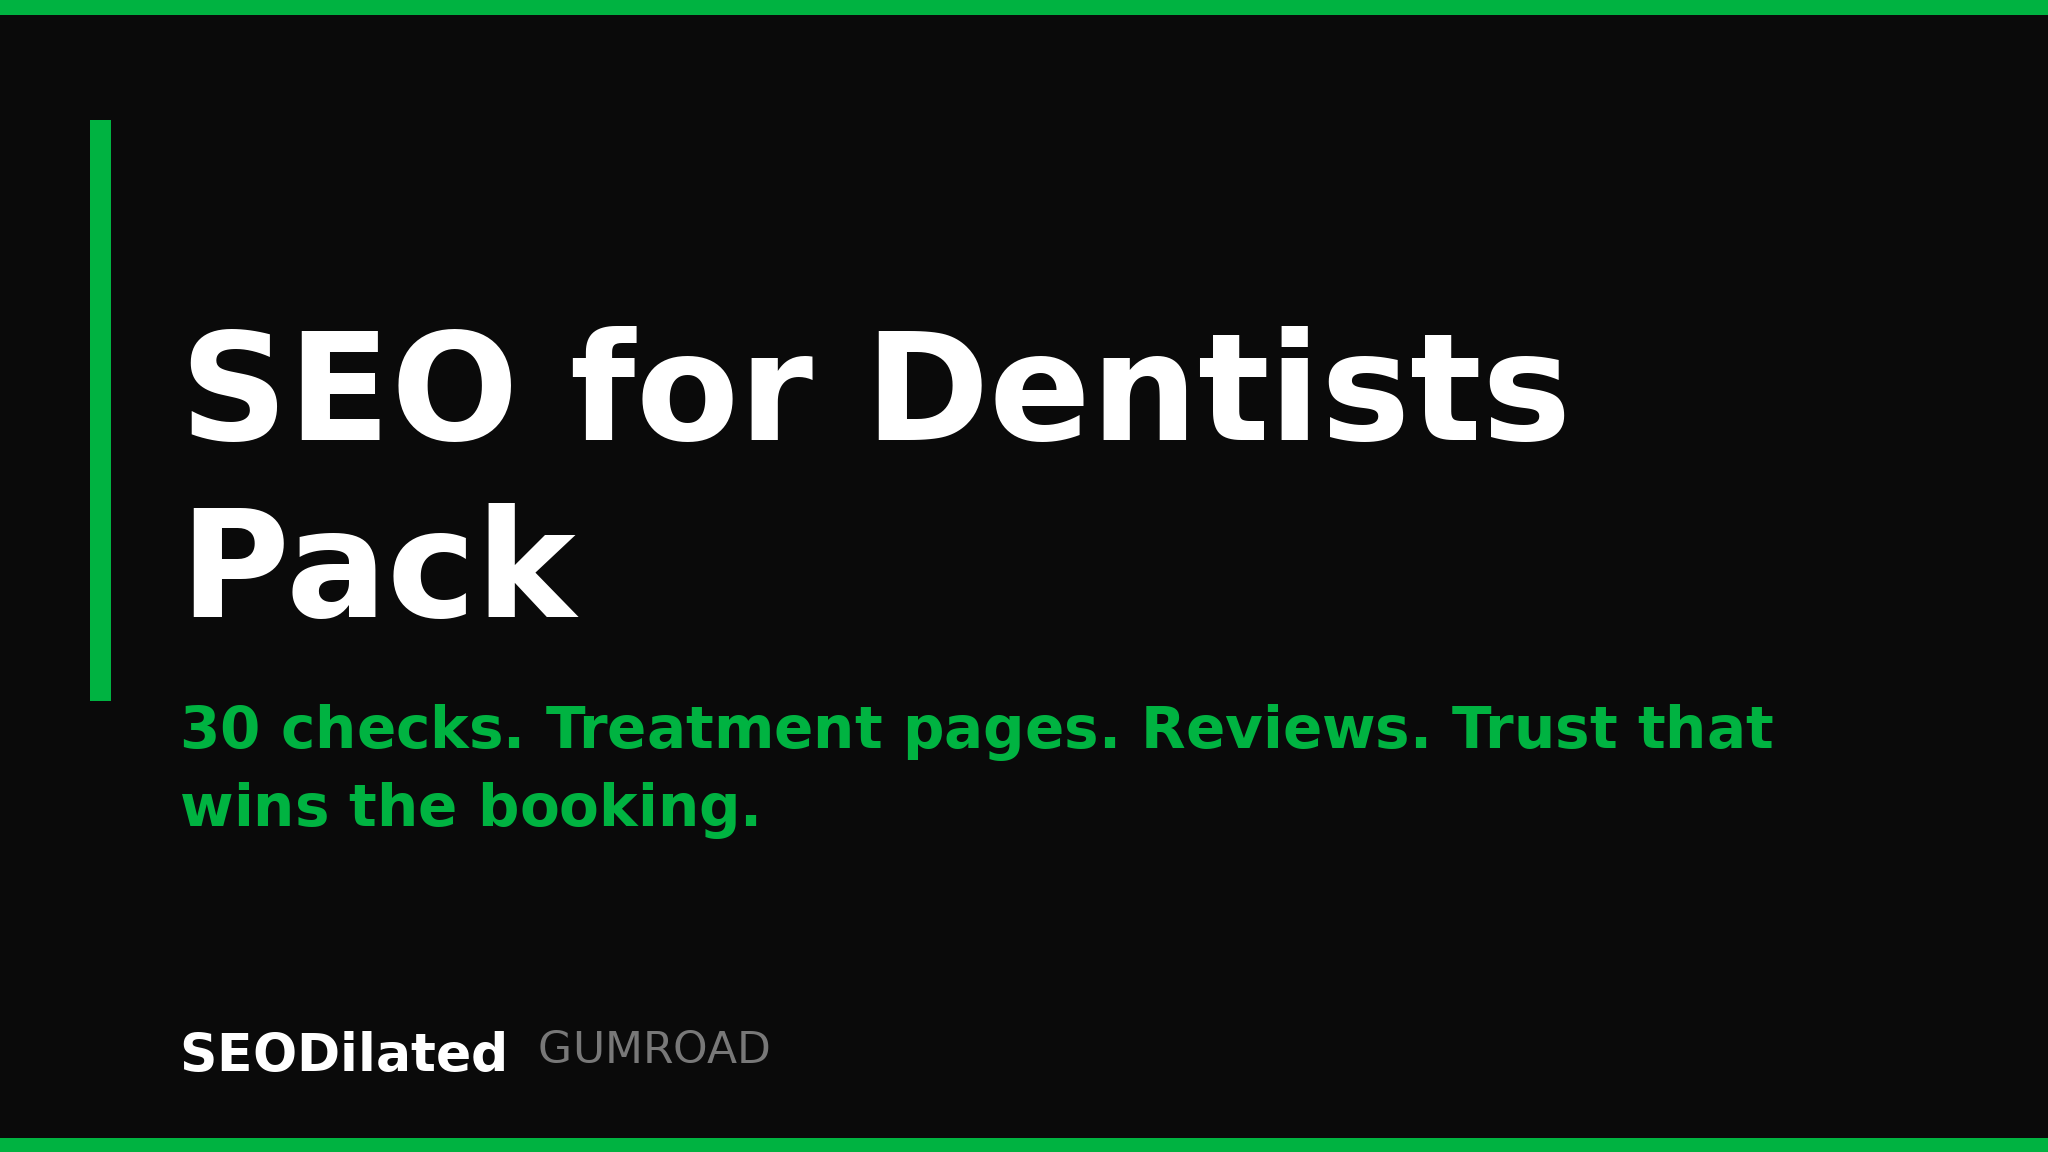 SEO for Dentists
Pack
30 checks. Treatment pages. Reviews. Trust that
wins the booking.
SEODilated GUMROAD